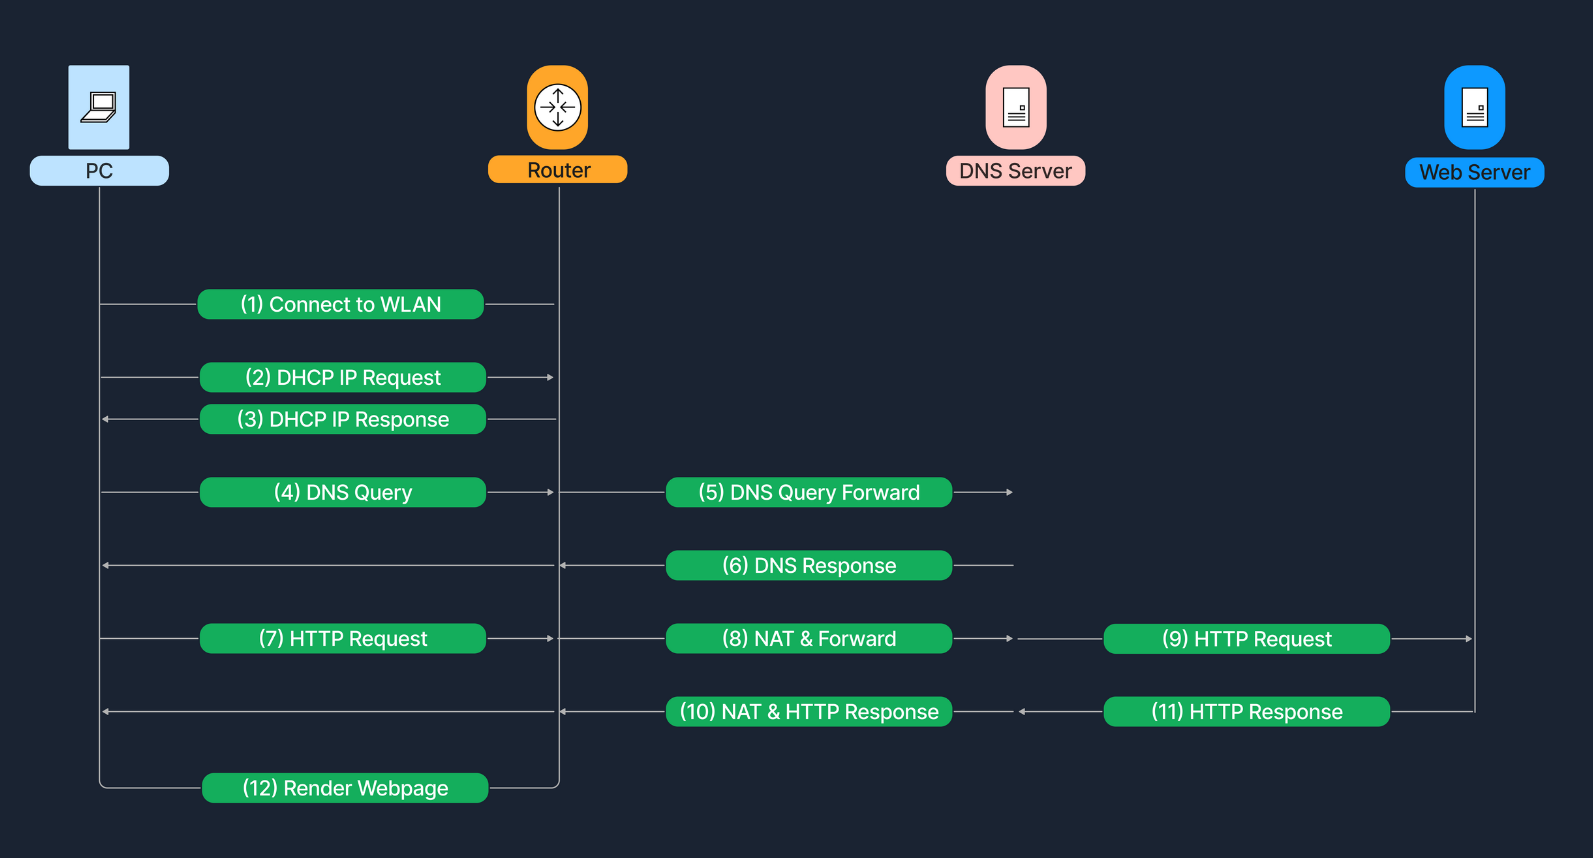 PC
Router
DNS Server
Web Server
(1) Connect to WLAN
(2) DHCP IP Request
(3) DHCP IP Response
(4) DNS Query
(5) DNS Query Forward
(6) DNS Response
(7) HTTP Request
(8) NAT & Forward
(9) HTTP Request
(10) NAT & HTTP Response
(11) HTTP Response
(12) Render Webpage